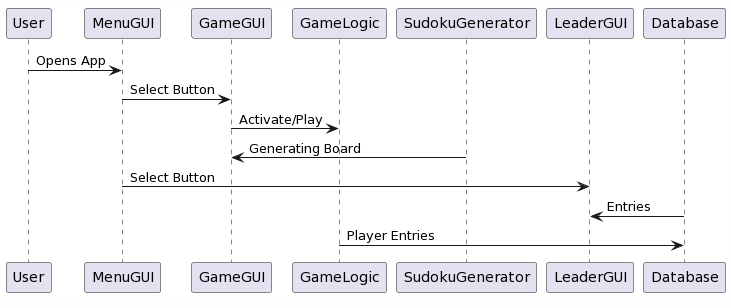 User MenuGUI GameGUI GameLogic SudokuGenerator LeaderGUI Database
Opens App
Select Button
Activate/Play
Generating Board
Select Button
Entries
Player Entries
User MenuGUI GameGUI GameLogic SudokuGenerator LeaderGUI Database